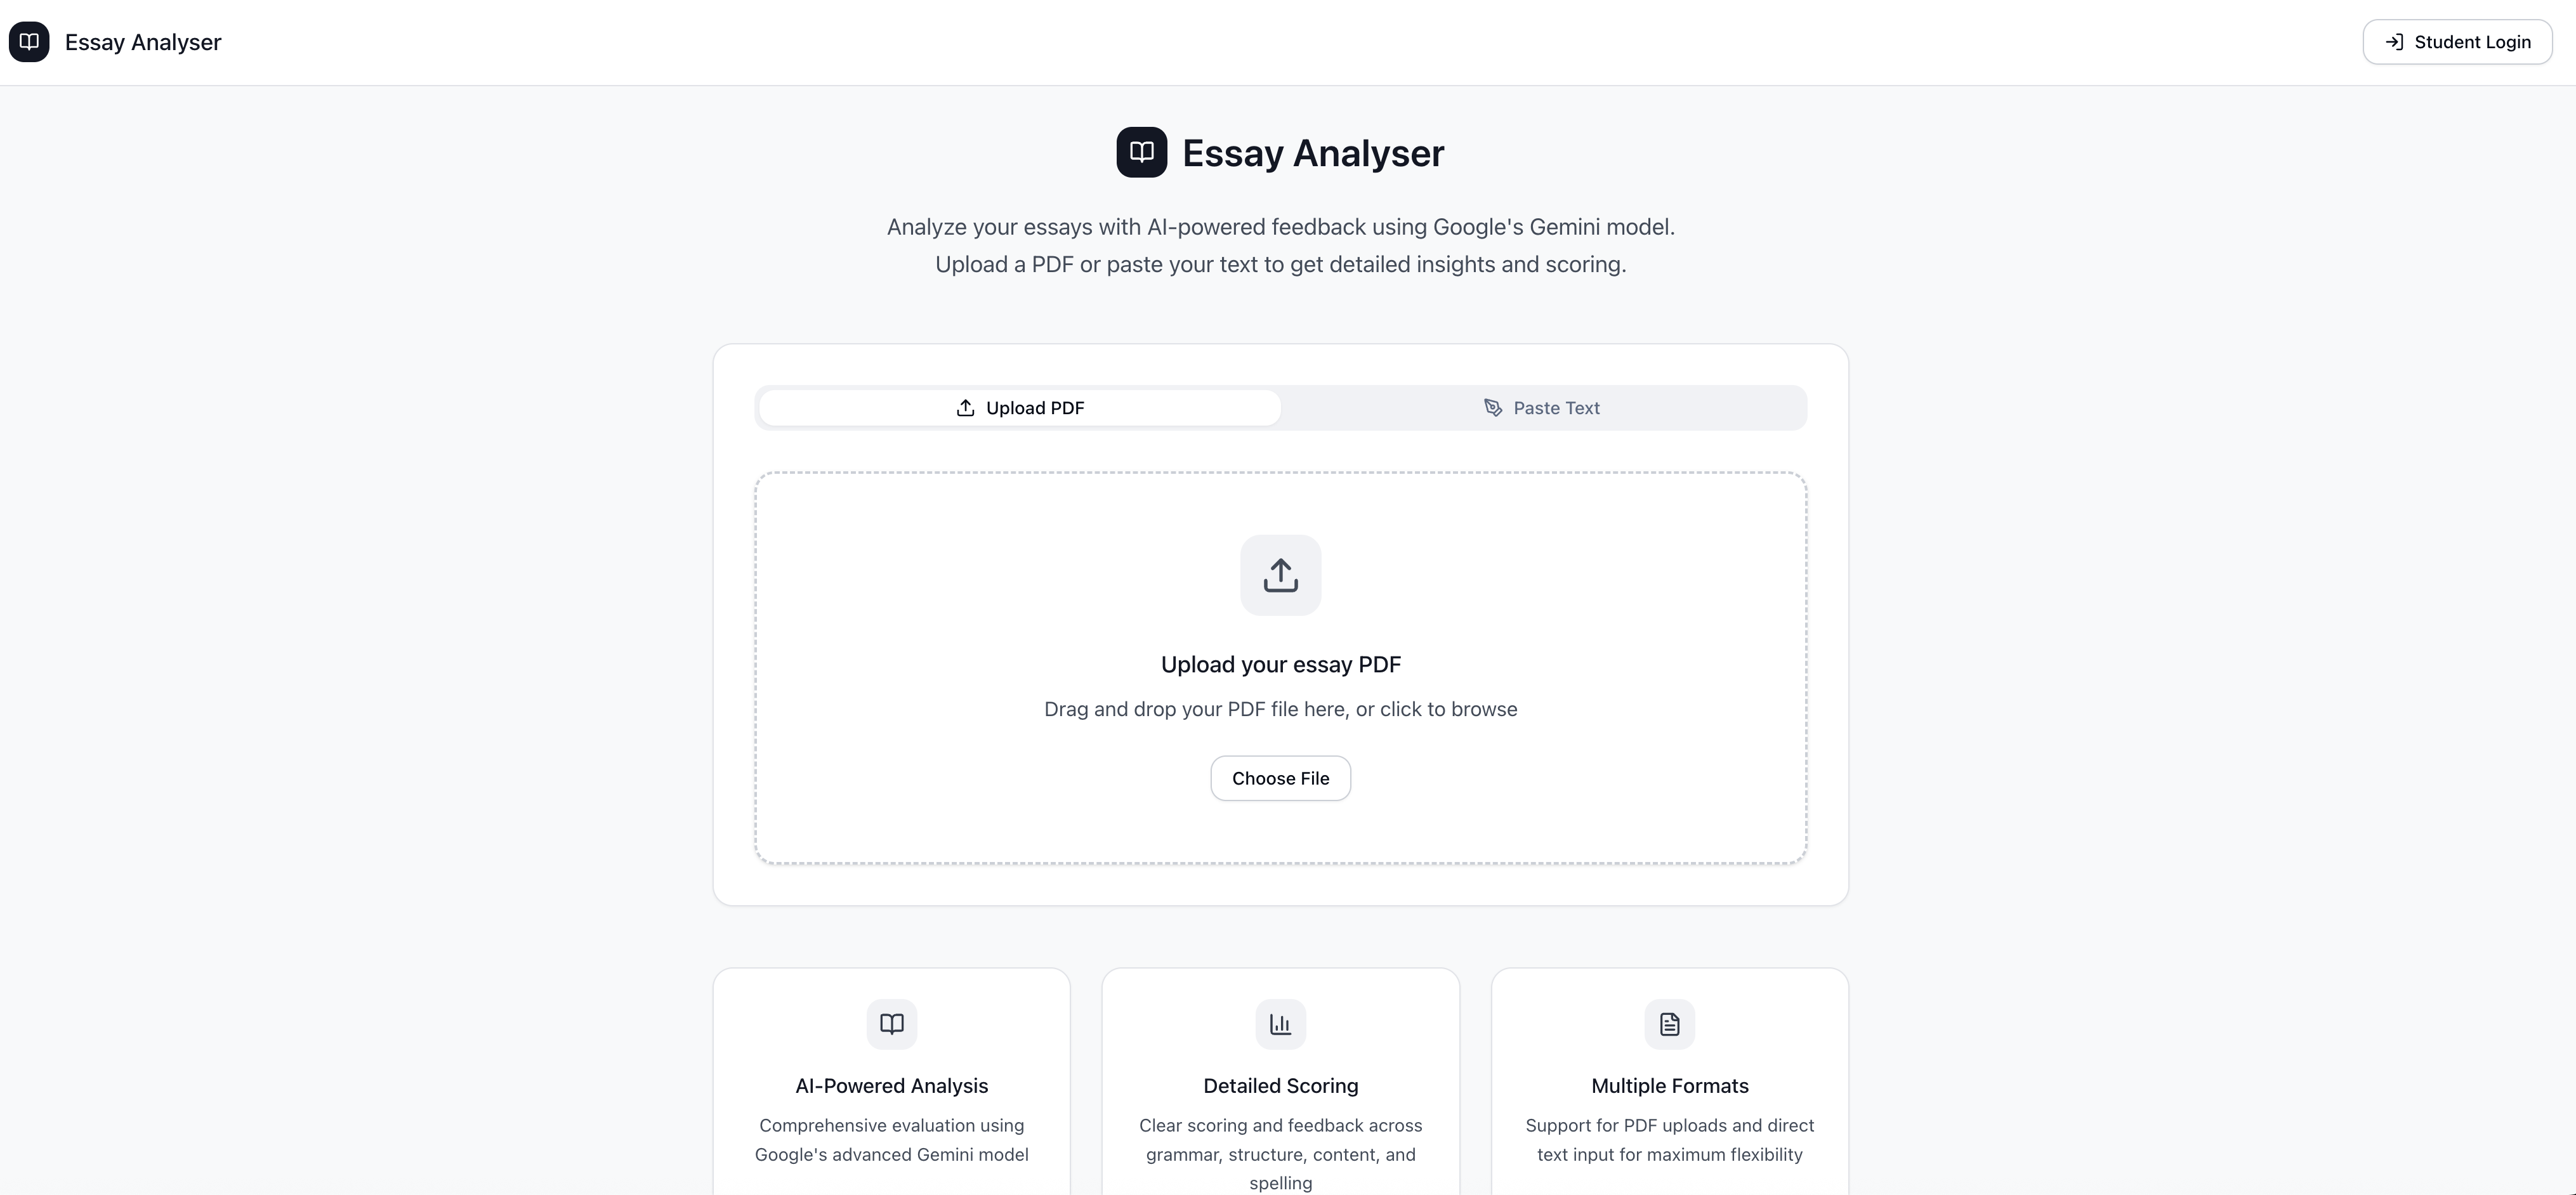 Essay Analyser
Student Login
Essay Analyser
Analyze your essays with AI-powered feedback using Google's Gemini model.
Upload a PDF or paste your text to get detailed insights and scoring.
Upload PDF
Paste Text
Upload your essay PDF
Drag and drop your PDF file here, or click to browse
Choose File
AI-Powered Analysis
Comprehensive evaluation using
Google's advanced Gemini model
Detailed Scoring
Clear scoring and feedback across
grammar, structure, content, and
spelling
Multiple Formats
Support for PDF uploads and direct
text input for maximum flexibility